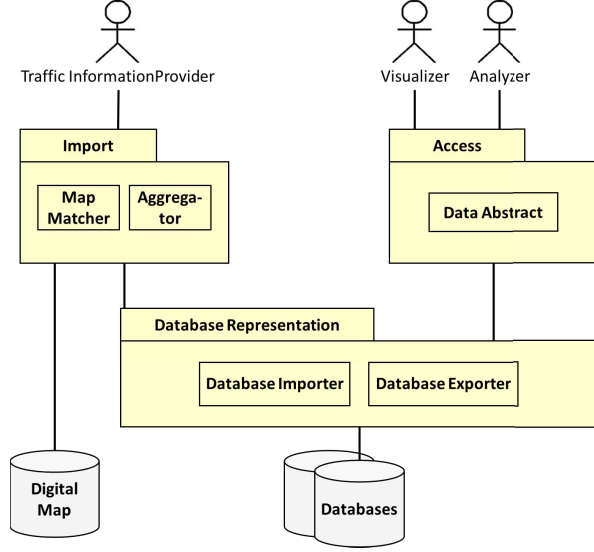 Traffic InformationProvider
Visualizer
Analyzer
Import
Access
Map
Matcher
Aggrega-
tor
Data Abstract
Database Representation
Database Importer
Database Exporter
Digital
Map
Databases